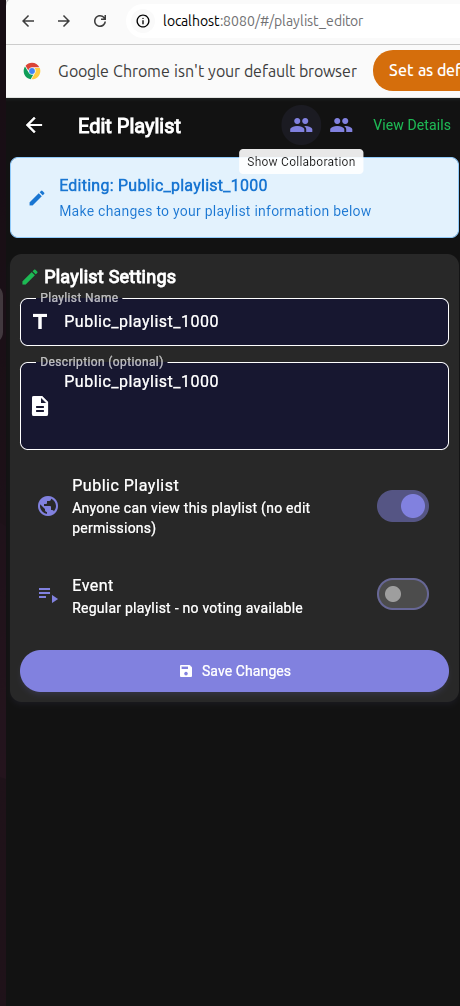 localhost:8080/#/playlist_editor
Google Chrome isn't your default browser
Set as def
Edit Playlist
View Details
Show Collaboration
Editing: Public_playlist_1000
Make changes to your playlist information below
Playlist Settings
Playlist Name
Public_playlist_1000
Description (optional)
Public_playlist_1000
Public Playlist
Anyone can view this playlist (no edit
permissions)
Event
Regular playlist - no voting available
Save Changes